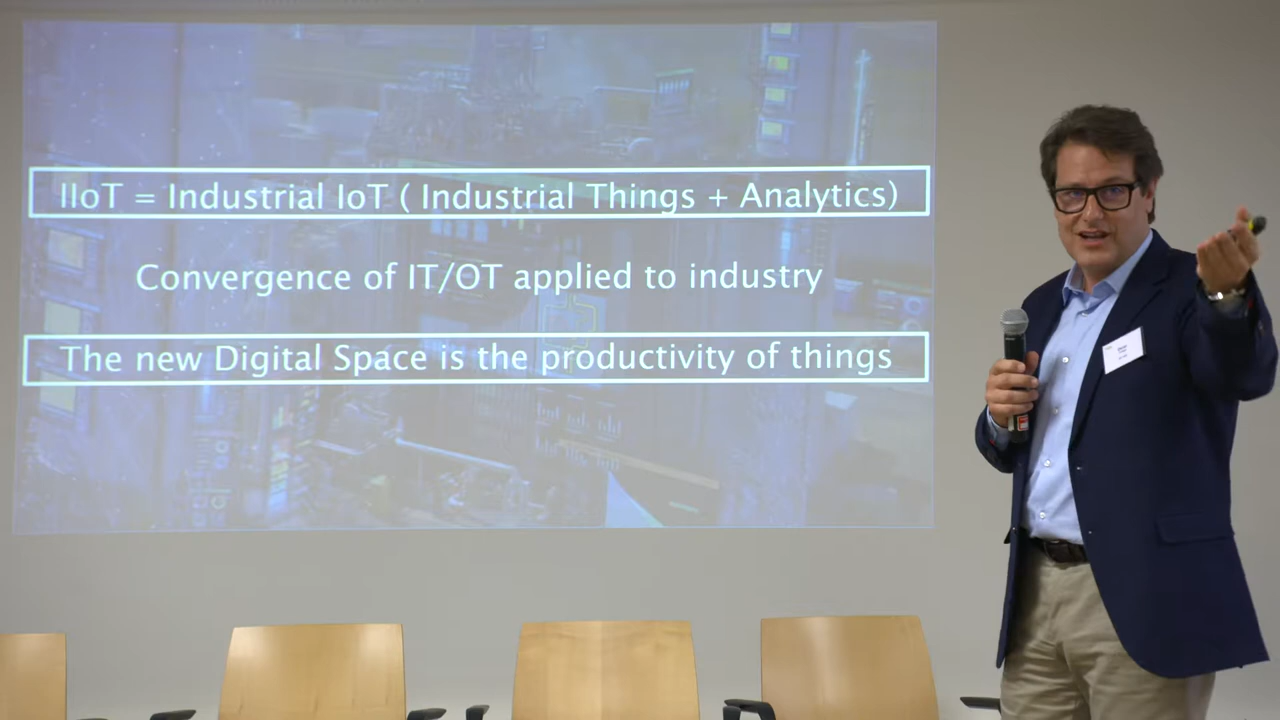 IIoT = Industrial IoT ( Industrial Things + Analytics)
Convergence of IT/OT applied to industry
The new Digital Space is the productivity of things